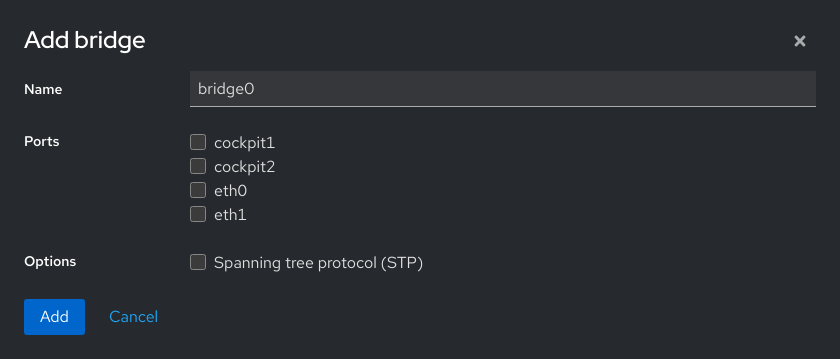 Add bridge
Name
bridge0
Ports
cockpit1
cockpit2
eth0
eth1
Options
Spanning tree protocol (STP)
Add
Cancel